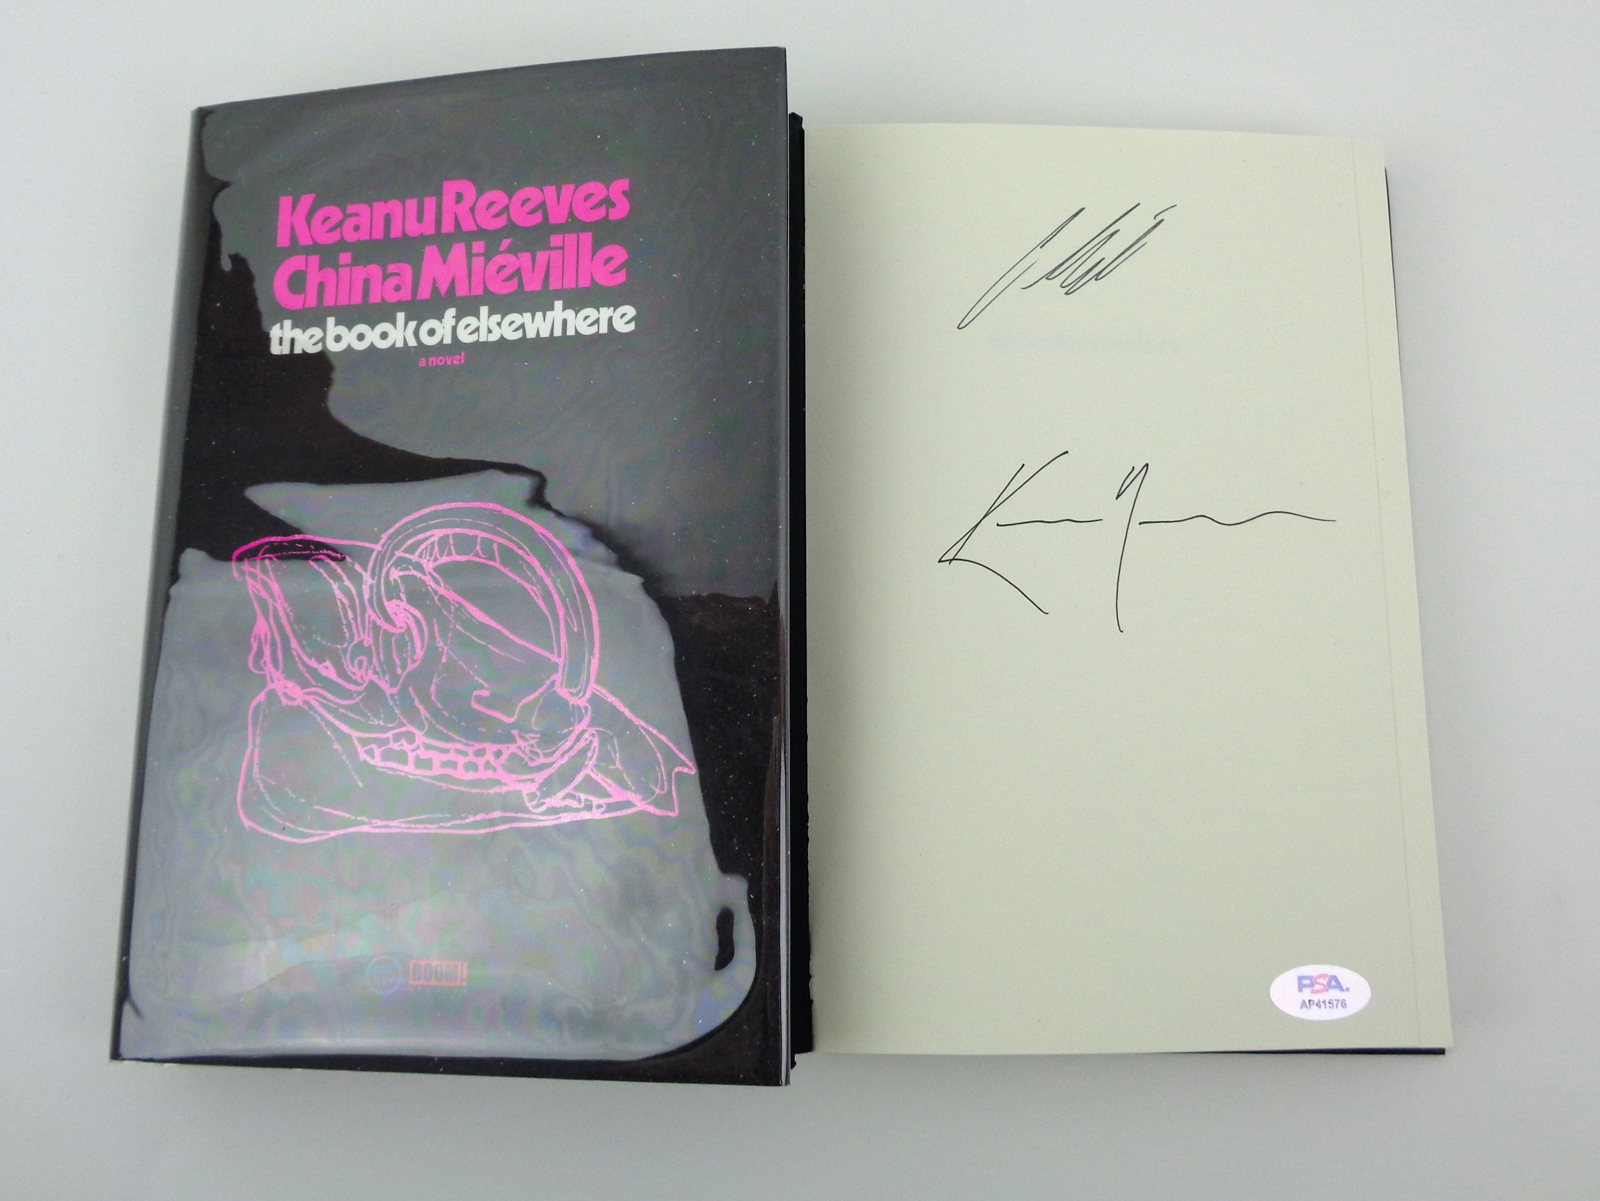 Keanu Reeves
China Miéville
the book of elsewhere
a novel
BOOM!
PSA.
AP41576